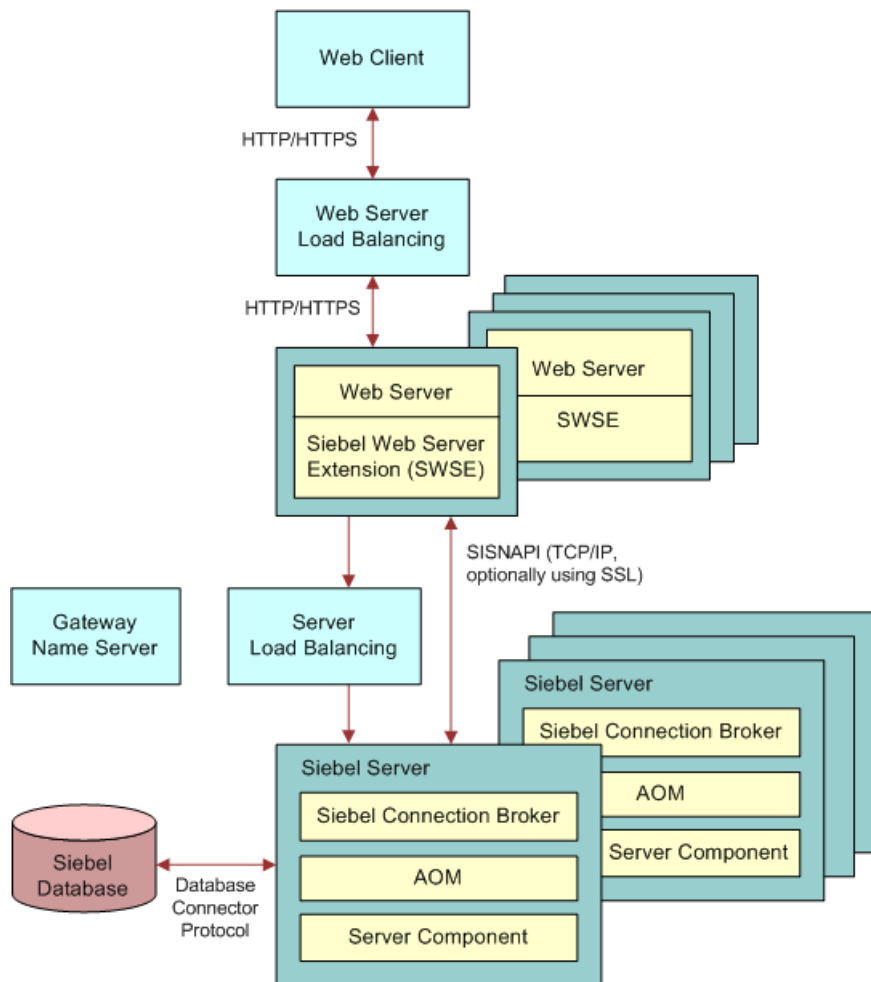 Web Client
HTTP/HTTPS
Web Server
Load Balancing
HTTP/HTTPS
Web Server
Siebel Web Server
Extension (SWSE)
Web Server
SWSE
SISNAPI (TCP/IP,
optionally using SSL)
Gateway
Name Server
Server
Load Balancing
Siebel Server
Siebel Connection Broker
AOM
Server Component
Siebel Server
Siebel Connection Broker
AOM
Server Component
Siebel
Database
Database
Connector
Protocol